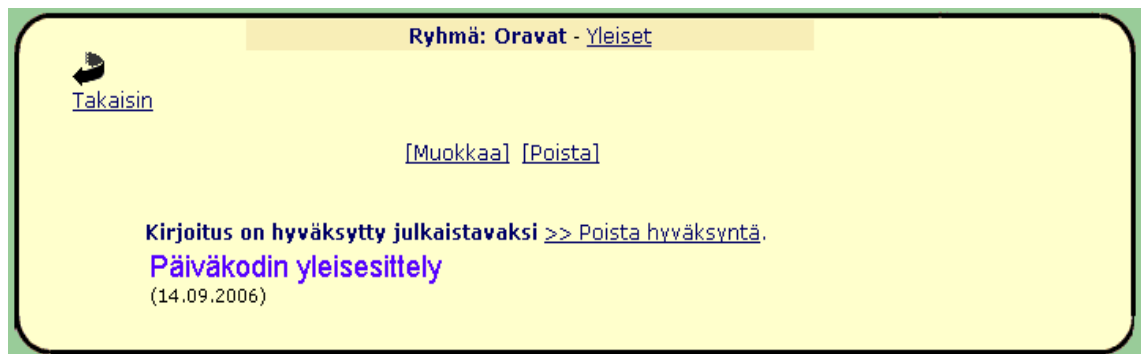 Ryhmä: Oravat - Yleiset
Takaisin
[Muokkaa] [Poista]
Kirjoitus on hyväksytty julkaistavaksi >> Poista hyväksyntä.
Päiväkodin yleisesittely
(14.09.2006)